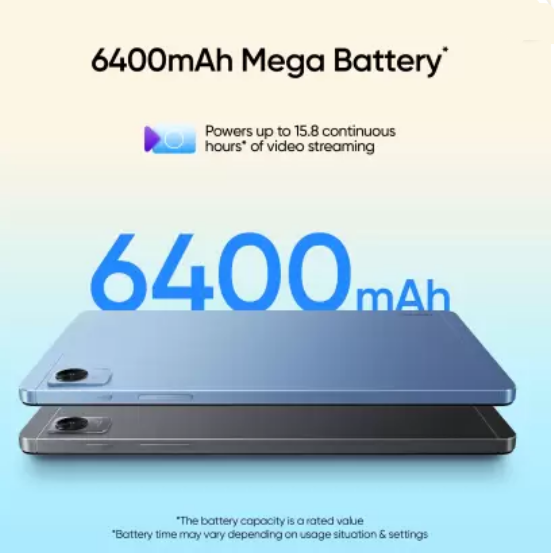 6400mAh Mega Battery*
Powers up to 15.8 continuous
hours* of video streaming
6400mAh
*The battery capacity is a rated value
*Battery time may vary depending on usage situation & settings